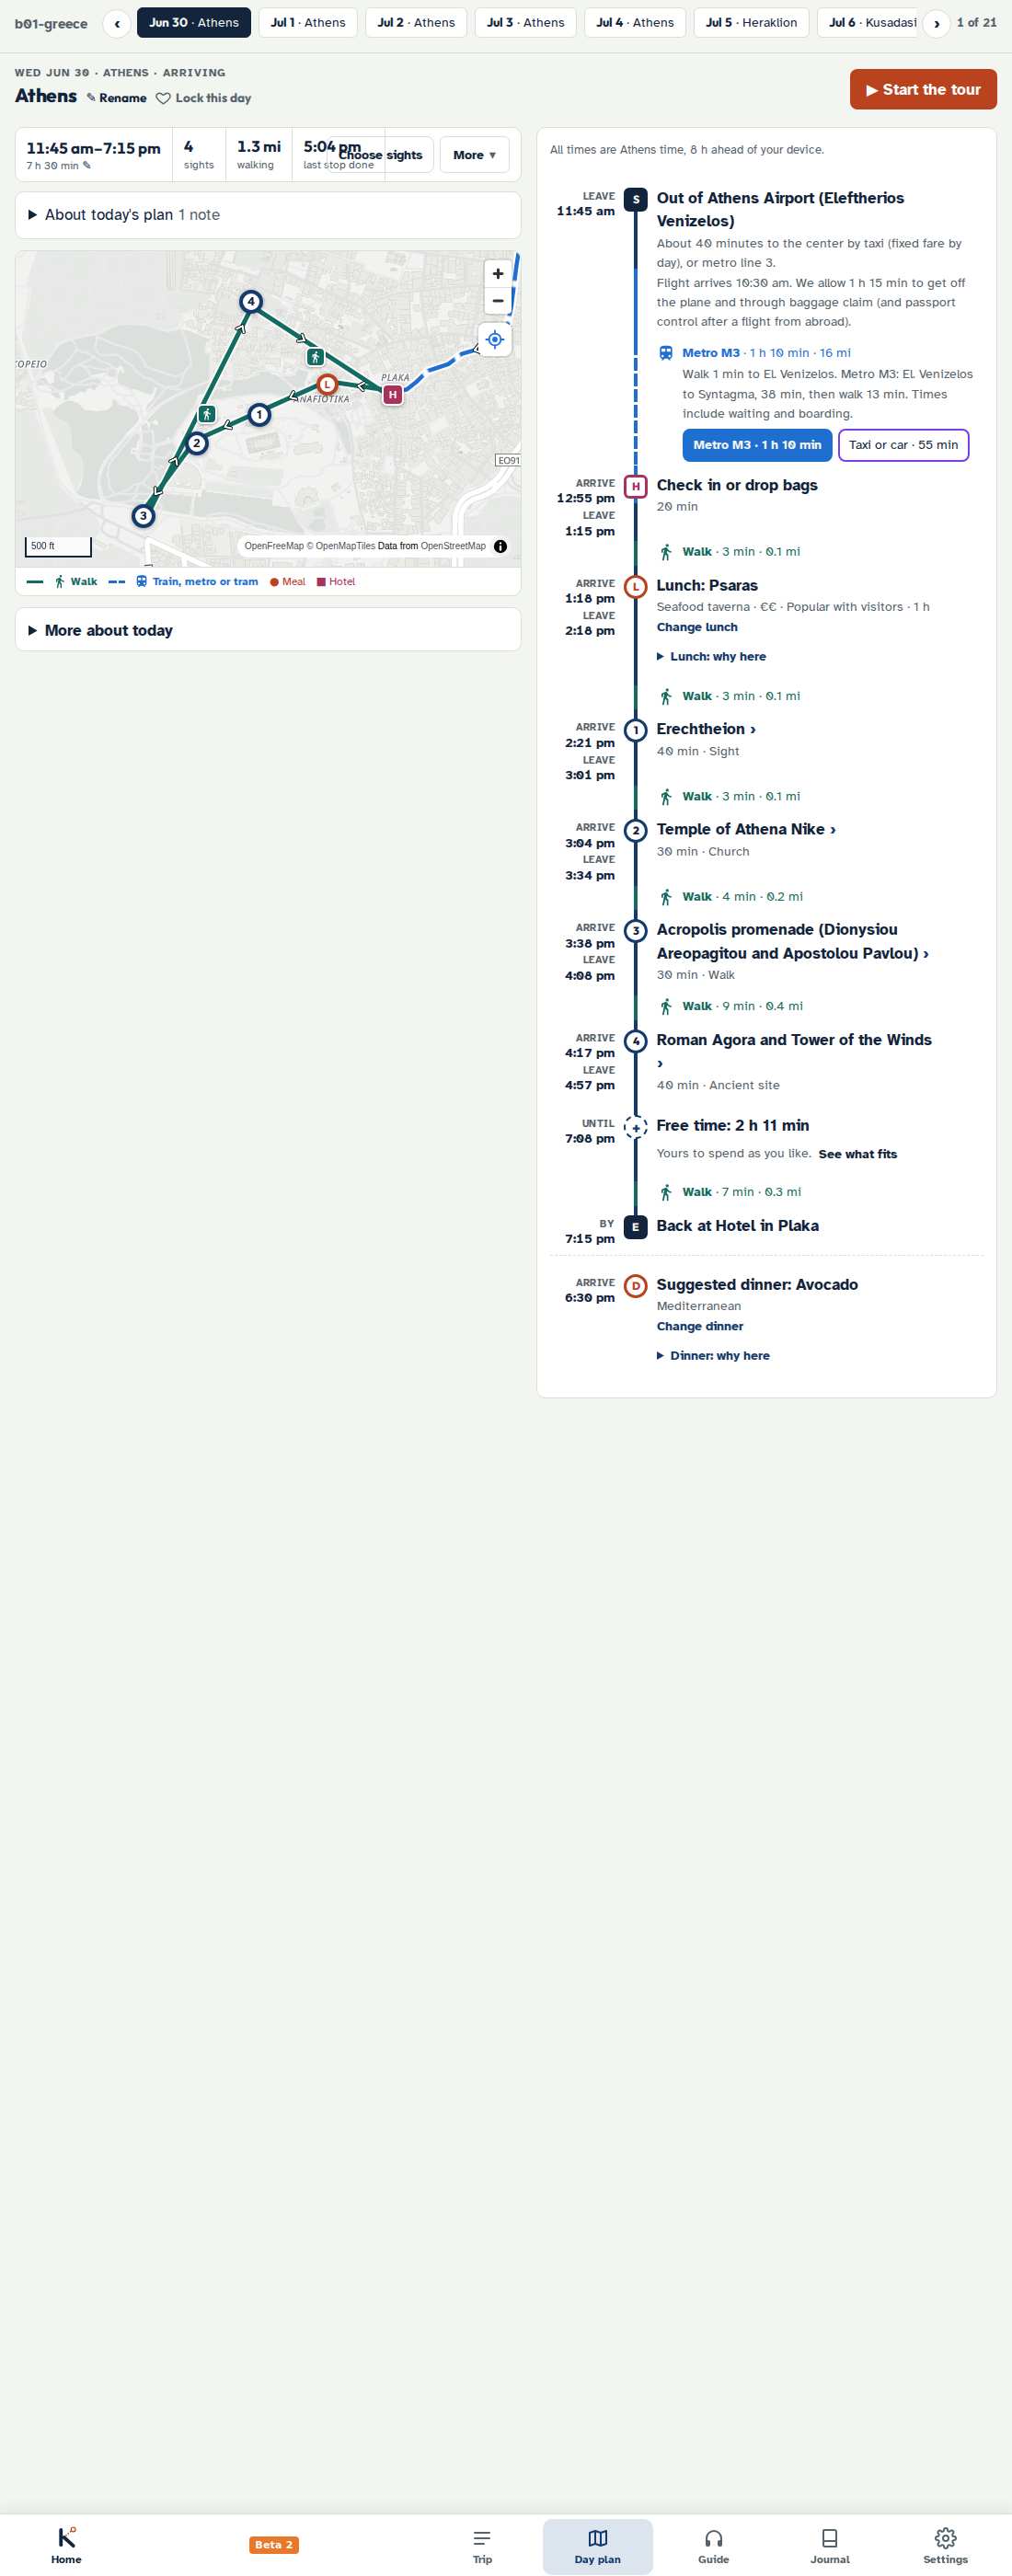 b01-greece
‹
Jun 30 · Athens
Jul 1 · Athens
Jul 2 · Athens
Jul 3 · Athens
Jul 4 · Athens
Jul 5 · Heraklion
Jul 6 · Kusadasi
›
1 of 21
WED JUN 30 · ATHENS · ARRIVING
Athens ✎ Rename Lock this day
▶ Start the tour
11:45 am–7:15 pm
7 h 30 min ✎
4
sights
1.3 mi
walking
5:04 pm
last stop done
Choose sights
More ▾
▶ About today's plan 1 note
4
L
H
1
2
3
PLAKA
ANAFIOTIKA
EO91
+
−
500 ft
OpenFreeMap © OpenMapTiles Data from OpenStreetMap
Walk Train, metro or tram Meal Hotel
▶ More about today
All times are Athens time, 8 h ahead of your device.
LEAVE
11:45 am
S
Out of Athens Airport (Eleftherios
Venizelos)
About 40 minutes to the center by taxi (fixed fare by
day), or metro line 3.
Flight arrives 10:30 am. We allow 1 h 15 min to get off
the plane and through baggage claim (and passport
control after a flight from abroad).
Metro M3 · 1 h 10 min · 16 mi
Walk 1 min to EL Venizelos. Metro M3: EL Venizelos
to Syntagma, 38 min, then walk 13 min. Times
include waiting and boarding.
Metro M3 · 1 h 10 min
Taxi or car · 55 min
ARRIVE
12:55 pm
LEAVE
1:15 pm
H
Check in or drop bags
20 min
Walk · 3 min · 0.1 mi
ARRIVE
1:18 pm
LEAVE
2:18 pm
L
Lunch: Psaras
Seafood taverna · €€ · Popular with visitors · 1 h
Change lunch
▶ Lunch: why here
Walk · 3 min · 0.1 mi
ARRIVE
2:21 pm
LEAVE
3:01 pm
1
Erechtheion ›
40 min · Sight
Walk · 3 min · 0.1 mi
ARRIVE
3:04 pm
LEAVE
3:34 pm
2
Temple of Athena Nike ›
30 min · Church
Walk · 4 min · 0.2 mi
ARRIVE
3:38 pm
LEAVE
4:08 pm
3
Acropolis promenade (Dionysiou
Areopagitou and Apostolou Pavlou) ›
30 min · Walk
Walk · 9 min · 0.4 mi
ARRIVE
4:17 pm
LEAVE
4:57 pm
4
Roman Agora and Tower of the Winds
›
40 min · Ancient site
UNTIL
7:08 pm
+
Free time: 2 h 11 min
Yours to spend as you like. See what fits
Walk · 7 min · 0.3 mi
BY
7:15 pm
E
Back at Hotel in Plaka
ARRIVE
6:30 pm
D
Suggested dinner: Avocado
Mediterranean
Change dinner
▶ Dinner: why here
Home
Beta 2
Trip
Day plan
Guide
Journal
Settings